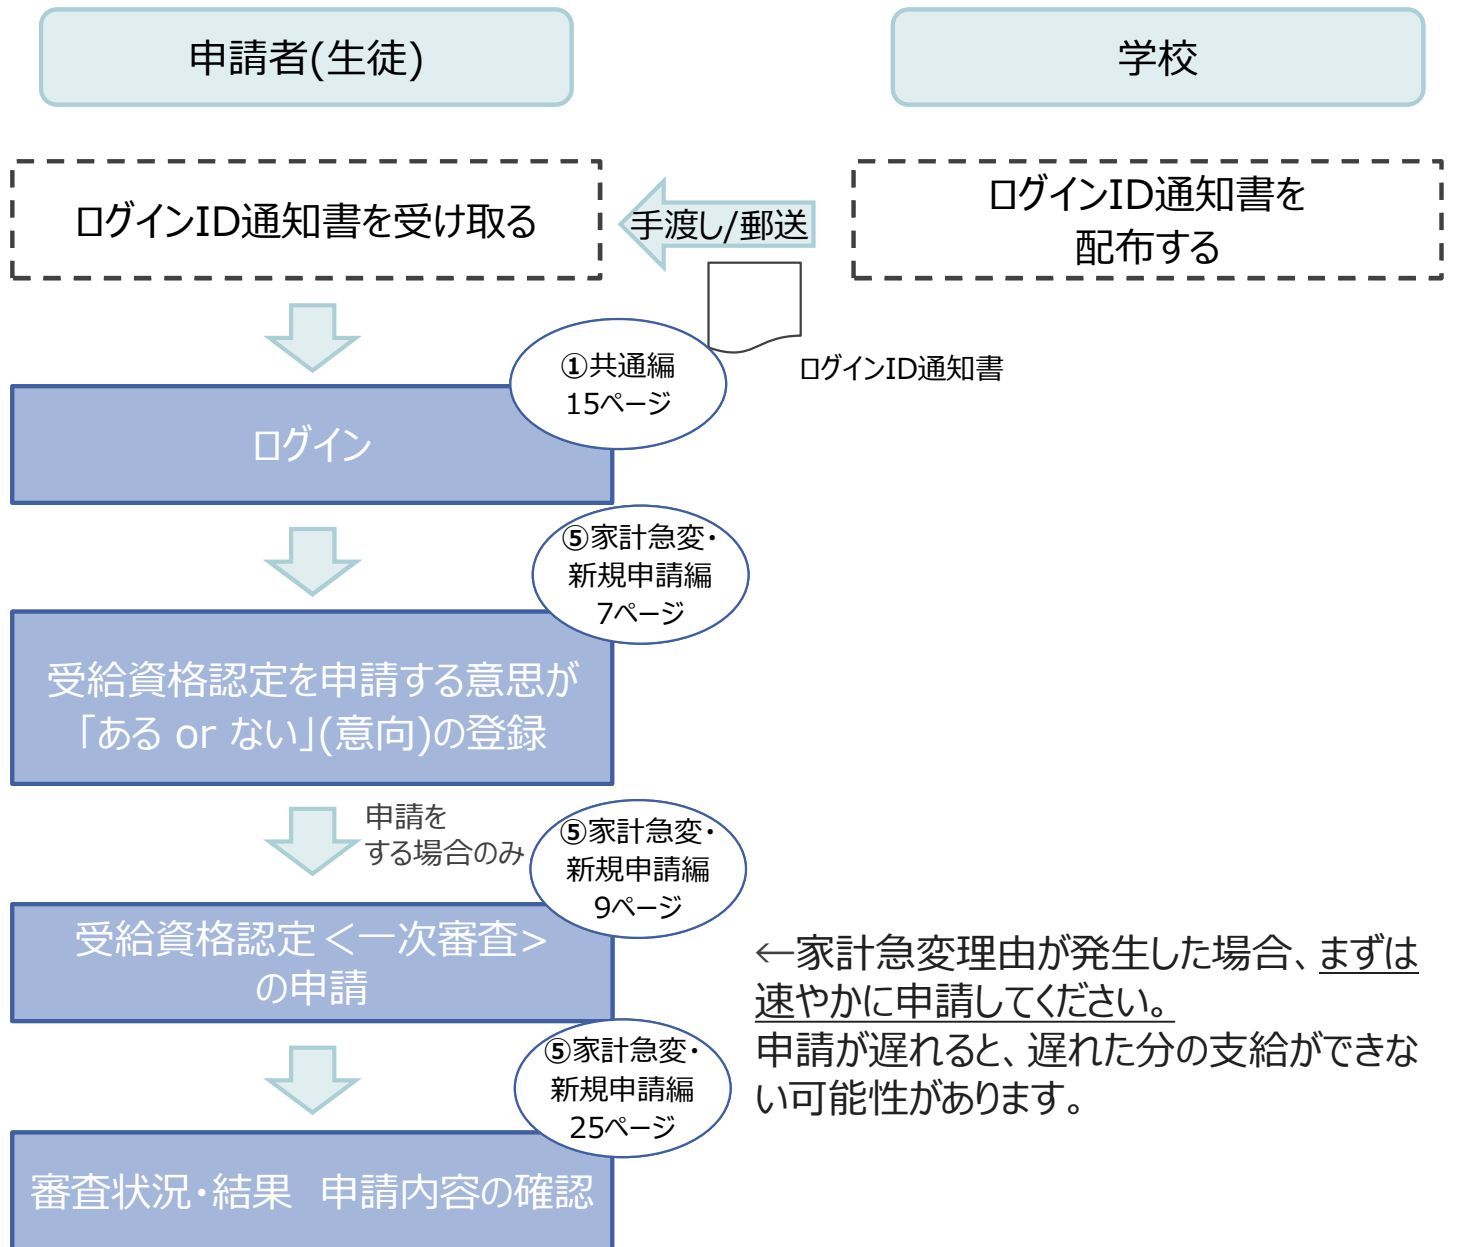 申請者(生徒)
学校
ログインID通知書を受け取る
手渡し/郵送
ログインID通知書を
配布する
ログインID通知書
①共通編
15ページ
ログイン
⑤家計急変・
新規申請編
7ページ
受給資格認定を申請する意思が
「ある or ない」(意向)の登録
申請を
する場合のみ
⑤家計急変・
新規申請編
9ページ
受給資格認定＜一次審査>
の申請
←家計急変理由が発生した場合、まずは
速やかに申請してください。
申請が遅れると、遅れた分の支給ができな
い可能性があります。
⑤家計急変・
新規申請編
25ページ
審査状況・結果　申請内容の確認